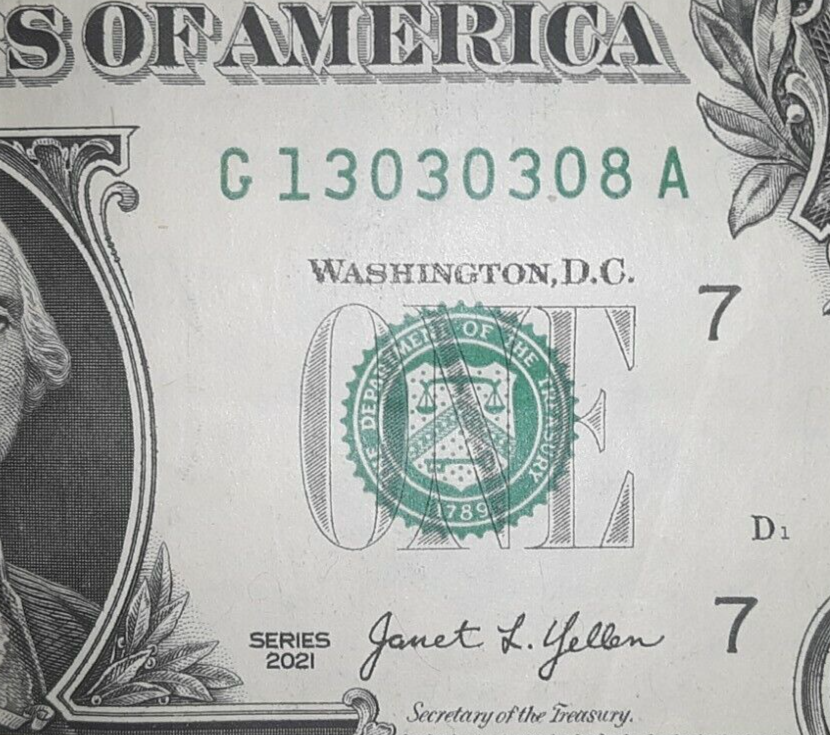 S OF AMERICA
G 13030308 A
WASHINGTON, D.C.
7
ONE
THE DEPARTMENT OF THE TREASURY
1789
D1
SERIES
2021
Janet L. Yellen
7
Secretary of the Treasury.